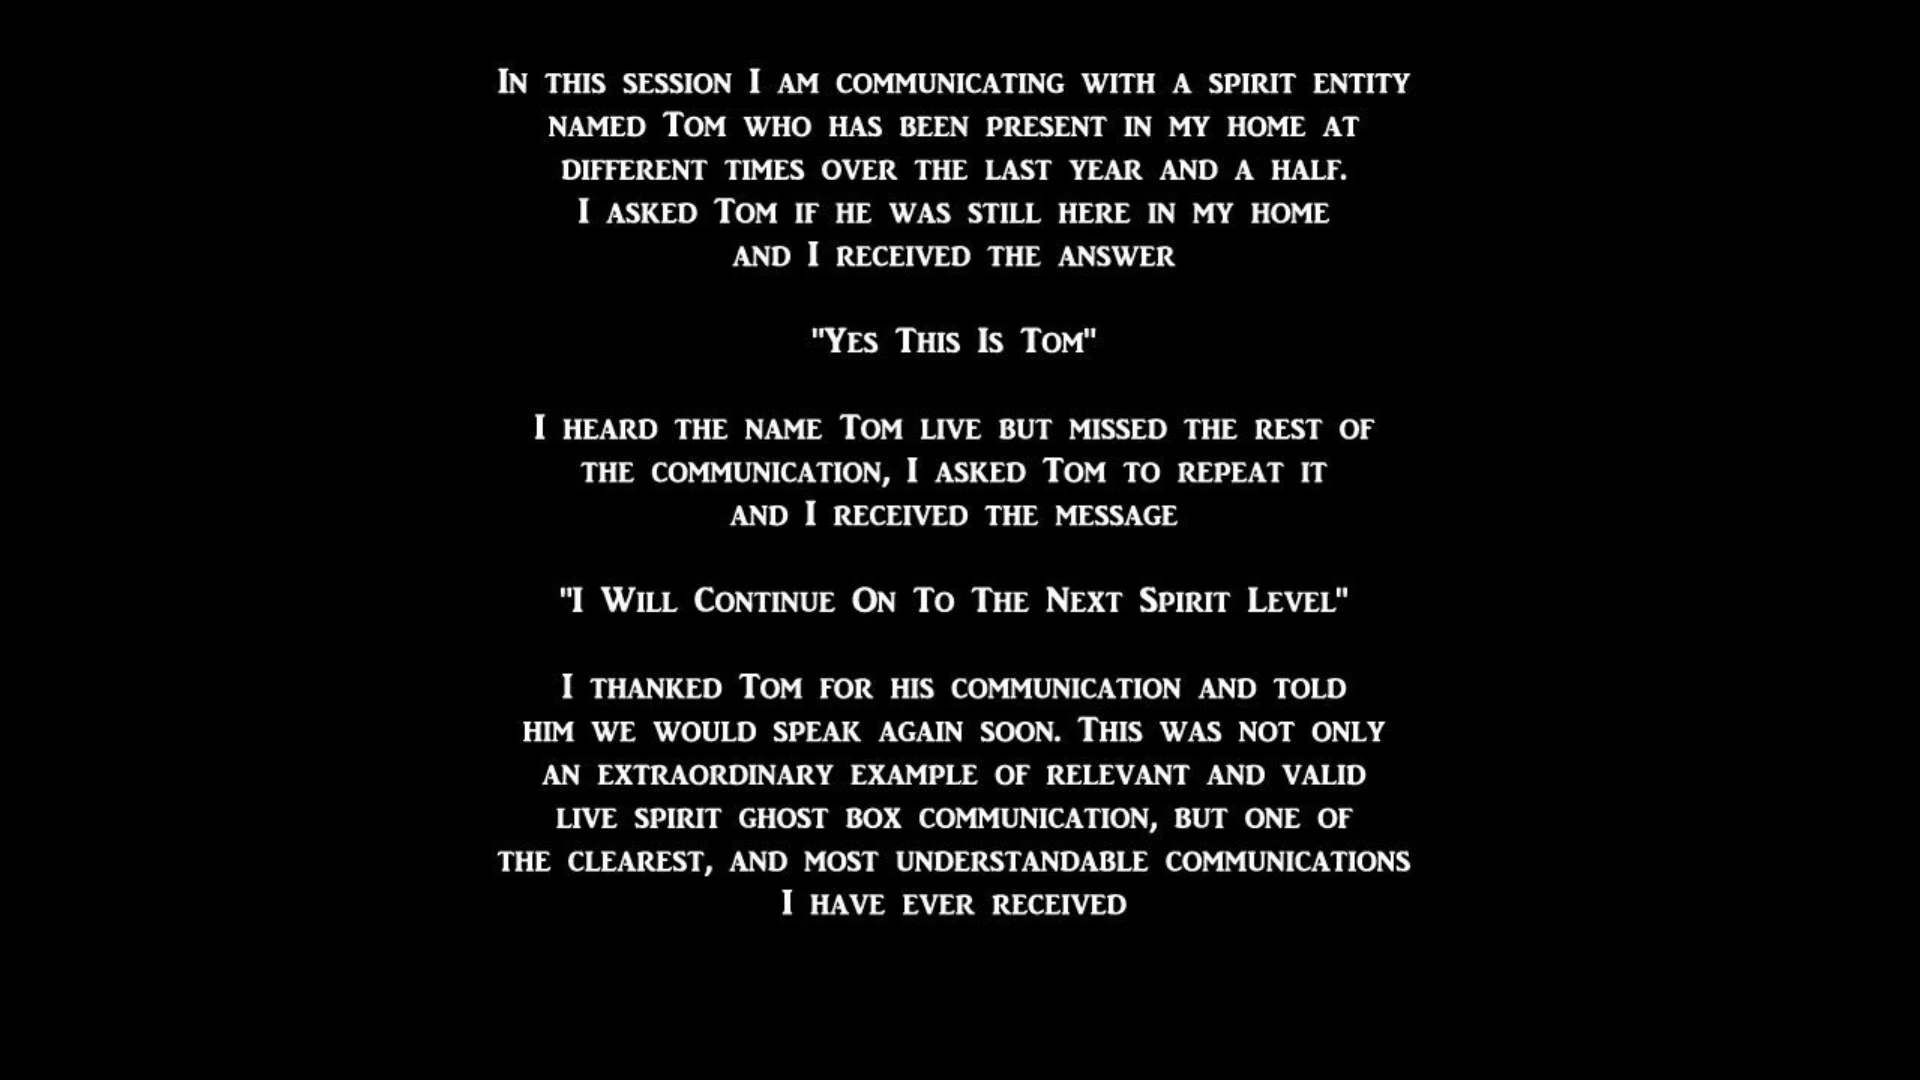 In this session I am communicating with a spirit entity
named Tom who has been present in my home at
different times over the last year and a half.
I asked Tom if he was still here in my home
and I received the answer
"Yes This Is Tom"
I heard the name Tom live but missed the rest of
the communication, I asked Tom to repeat it
and I received the message
"I Will Continue On To The Next Spirit Level"
I thanked Tom for his communication and told
him we would speak again soon. This was not only
an extraordinary example of relevant and valid
live spirit ghost box communication, but one of
the clearest, and most understandable communications
I have ever received